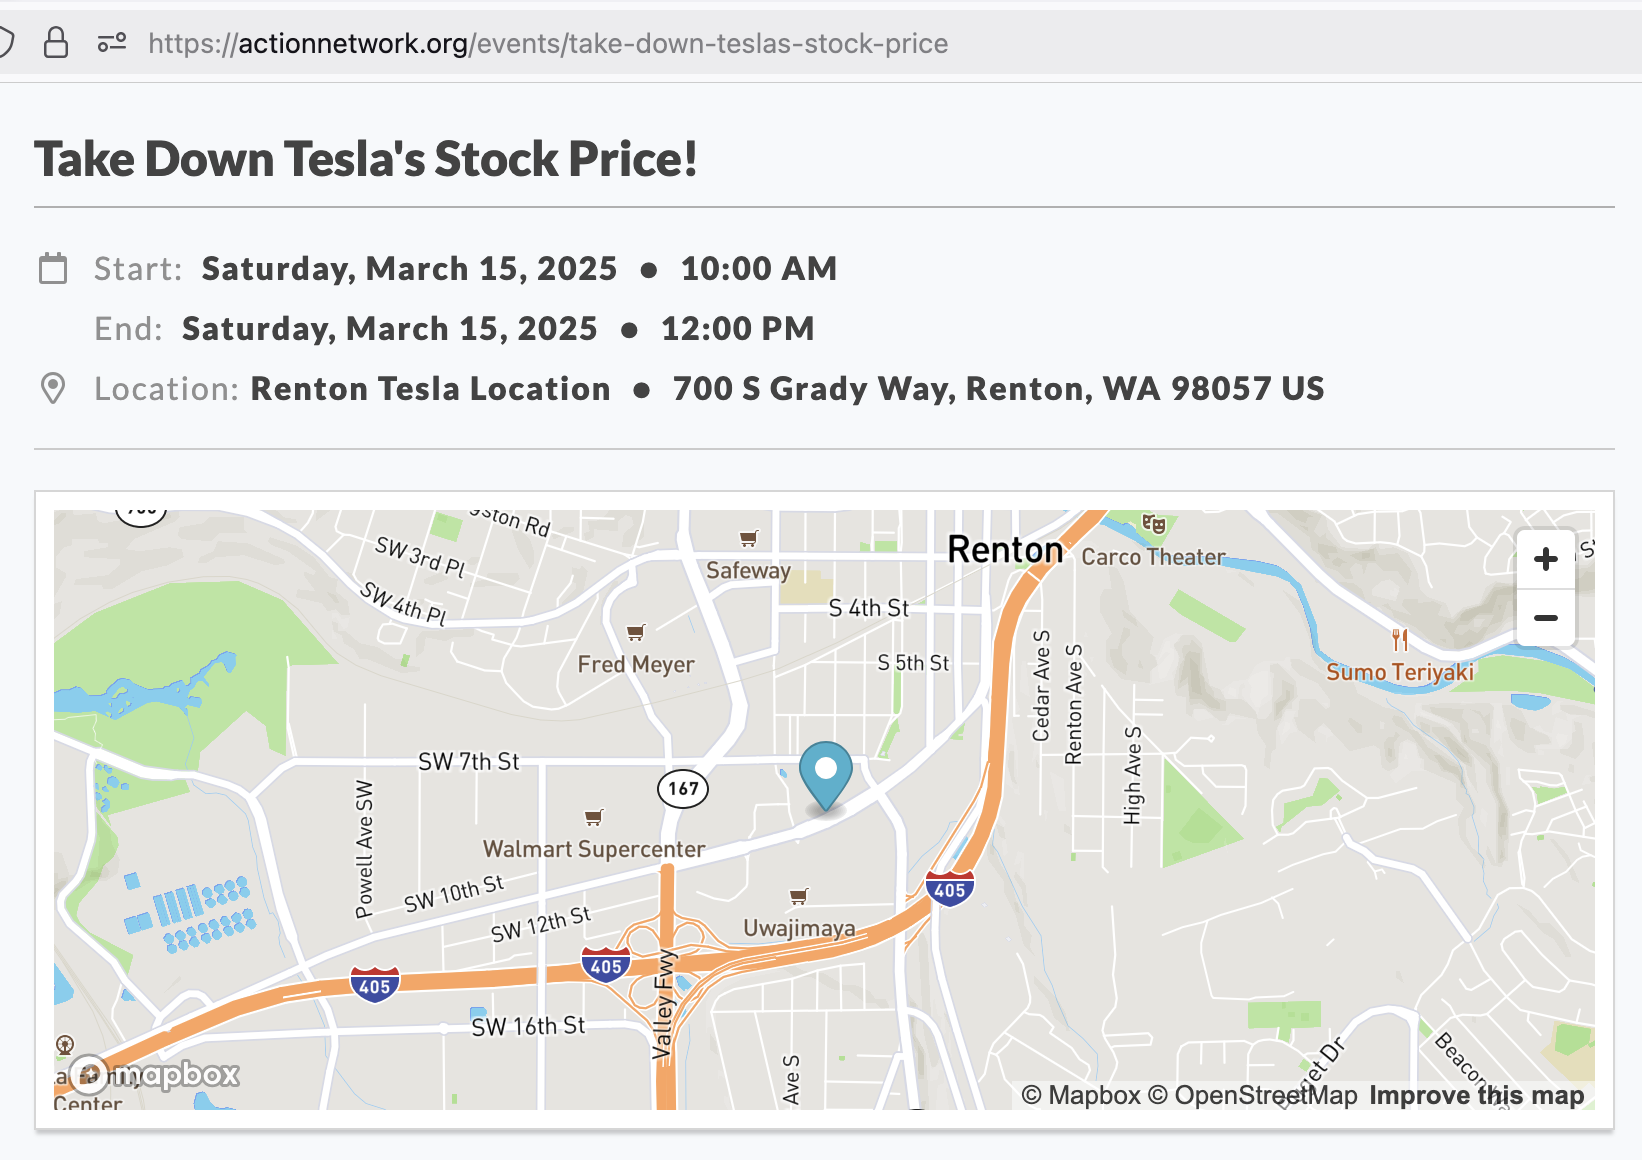 https://actionnetwork.org/events/take-down-teslas-stock-price
Take Down Tesla's Stock Price!
Start: Saturday, March 15, 2025 ● 10:00 AM
End: Saturday, March 15, 2025 ● 12:00 PM
Location: Renton Tesla Location ● 700 S Grady Way, Renton, WA 98057 US
SW 3rd Pl
Safeway
Renton
Carco Theater
+
SW 4th Pl
S 4th St
−
Fred Meyer
S 5th St
Cedar Ave S
Renton Ave S
Sumo Teriyaki
SW 7th St
167
High Ave S
Powell Ave SW
Walmart Supercenter
SW 10th St
405
SW 12th St
Uwajimaya
405
405
Valley Fwy
SW 16th St
mapbox
Center
Ave S
© Mapbox © OpenStreetMap Improve this map